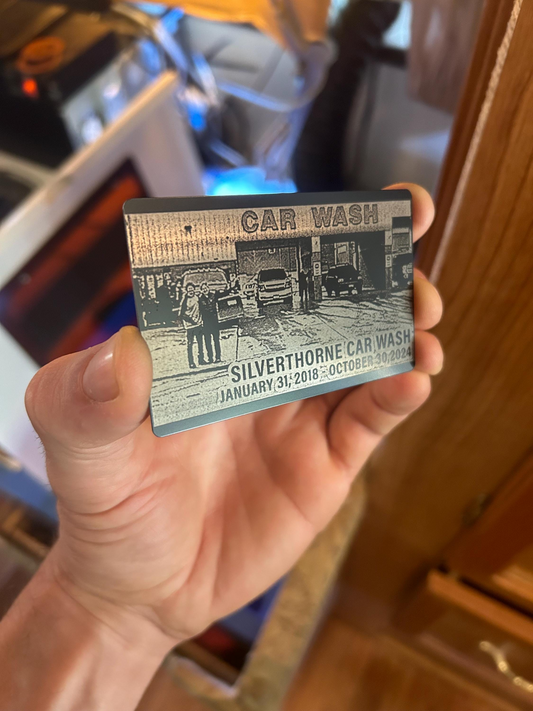 CAR WASH
SILVERTHORNE CAR WASH
JANUARY 31, 2018 - OCTOBER 30, 2024